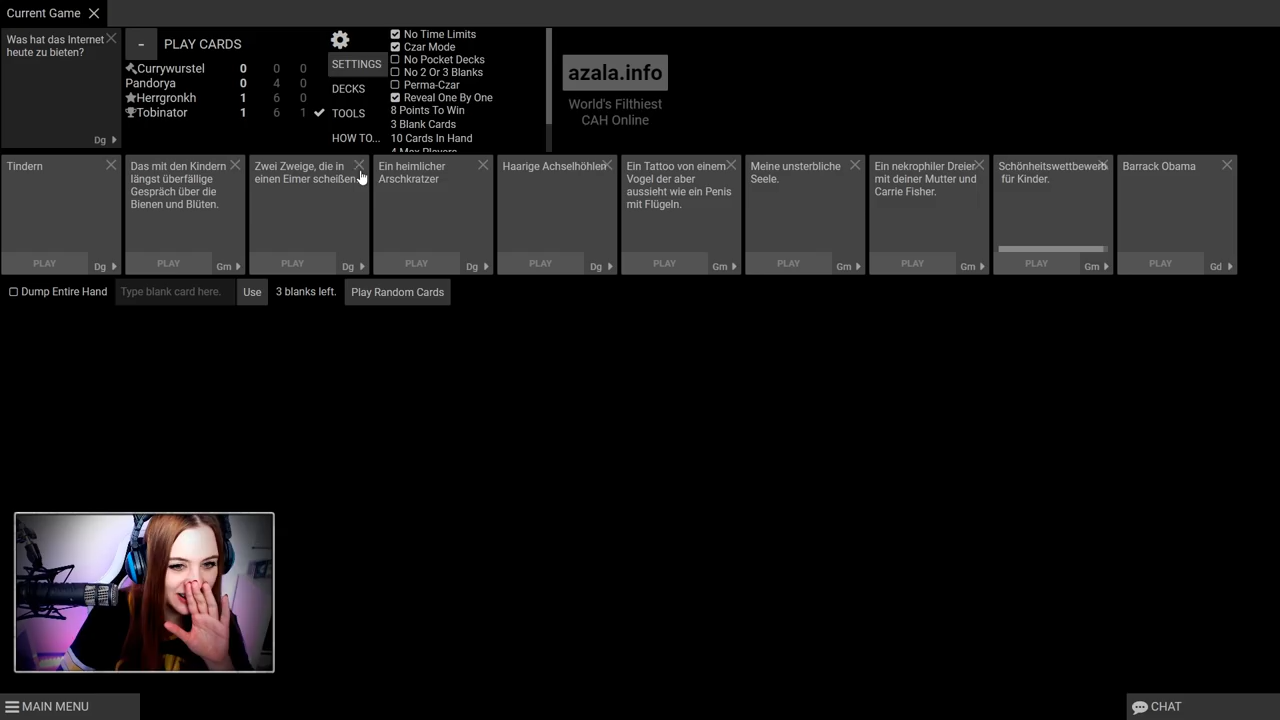 Current Game
Was hat das Internet
heute zu bieten?
Dg
-
PLAY CARDS
Currywurstel 0 0 0
Pandorya 0 4 0
Herrgronkh 1 6 0
Tobinator 1 6 1
SETTINGS
DECKS
TOOLS
HOW TO...
No Time Limits
Czar Mode
No Pocket Decks
No 2 Or 3 Blanks
Perma-Czar
Reveal One By One
8 Points To Win
3 Blank Cards
10 Cards In Hand
4 Max Players
azala.info
World's Filthiest
CAH Online
Tindern
PLAY
Dg
Das mit den Kindern
längst überfällige
Gespräch über die
Bienen und Blüten.
PLAY
Gm
Zwei Zweige, die in
einen Eimer scheißen
PLAY
Dg
Ein heimlicher
Arschkratzer
PLAY
Dg
Haarige Achselhöhlen
PLAY
Dg
Ein Tattoo von einem
Vogel der aber
aussieht wie ein Penis
mit Flügeln.
PLAY
Gm
Meine unsterbliche
Seele.
PLAY
Gm
Ein nekrophiler Dreier
mit deiner Mutter und
Carrie Fisher.
PLAY
Gm
Schönheitswettbewerb
für Kinder.
PLAY
Gm
Barrack Obama
PLAY
Gd
Dump Entire Hand
Type blank card here.
Use
3 blanks left.
Play Random Cards
MAIN MENU
CHAT